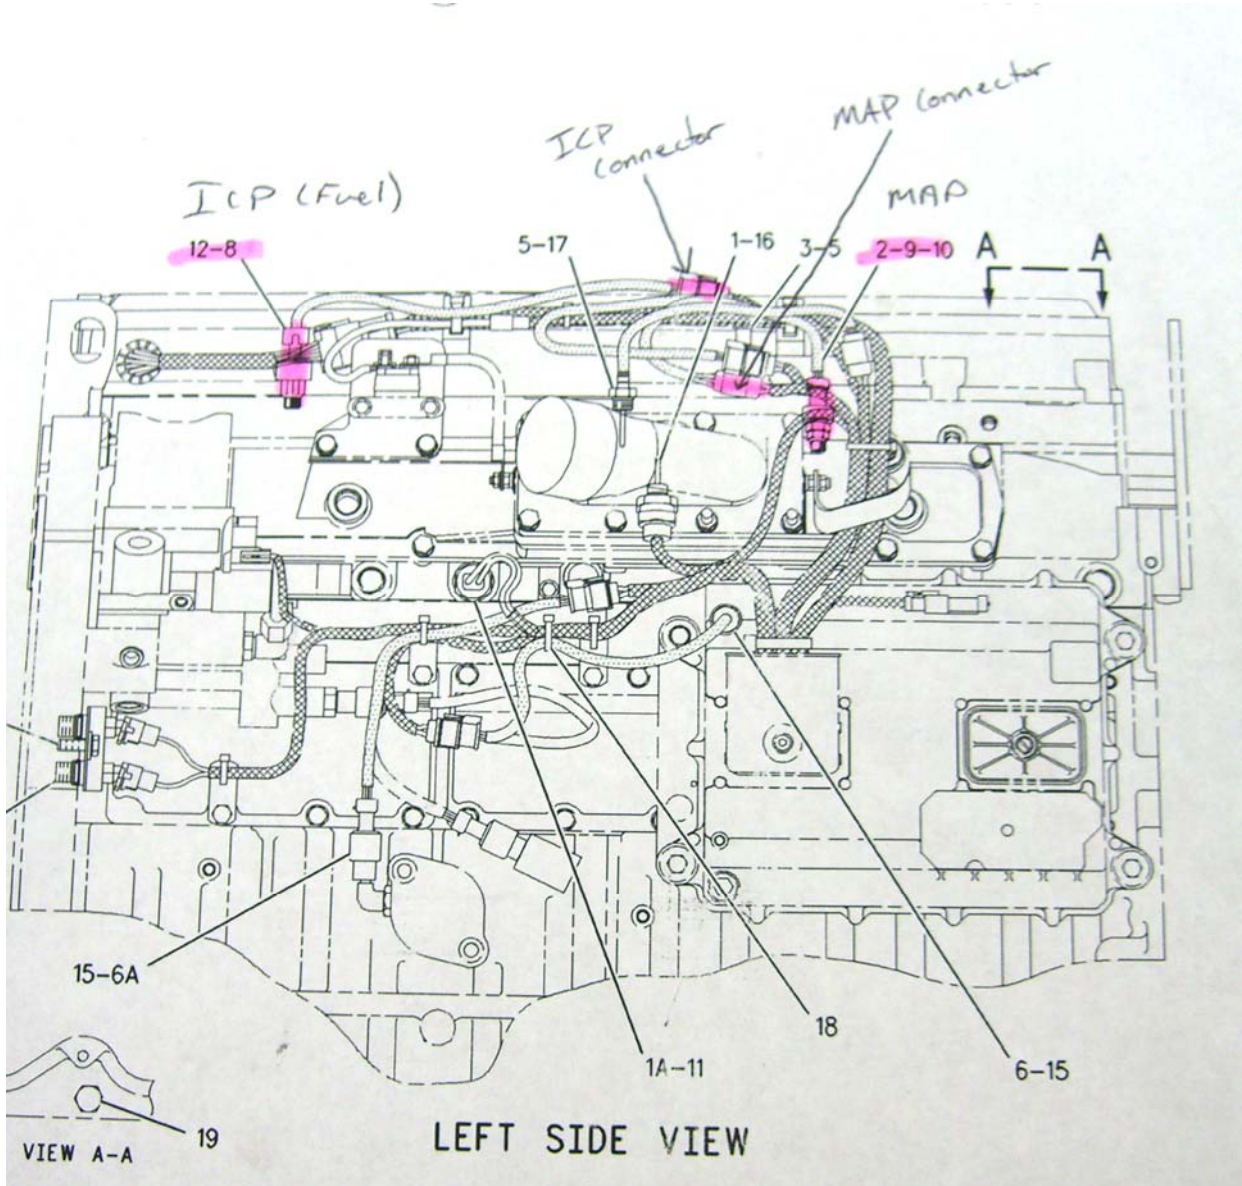 ICP
connector
MAP connector
ICP (Fuel)
MAP
12-8
5-17
1-16
3-5
2-9-10
A
A
15-6A
18
1A-11
6-15
19
VIEW A-A
LEFT SIDE VIEW